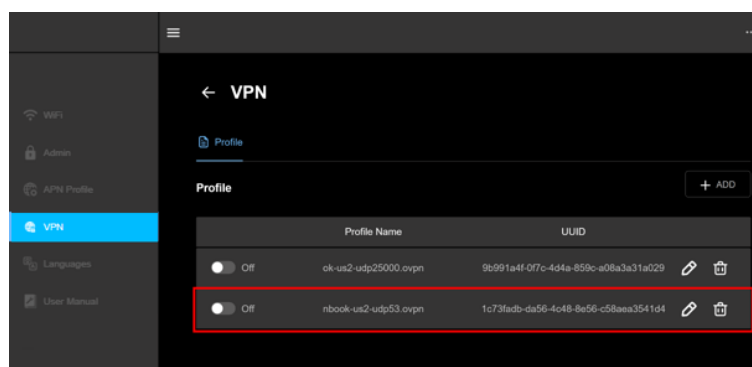 VPN
WiFi
Profile
Admin
APN Profile
Profile
+ ADD
VPN
Profile Name UUID
Languages
Off ok-us2-udp25000.ovpn 9b991a4f-0f7c-4d4a-859c-a08a3a31a029
User Manual
Off nbook-us2-udp53.ovpn 1c73fadb-da56-4c48-8e56-c58aea3541d4